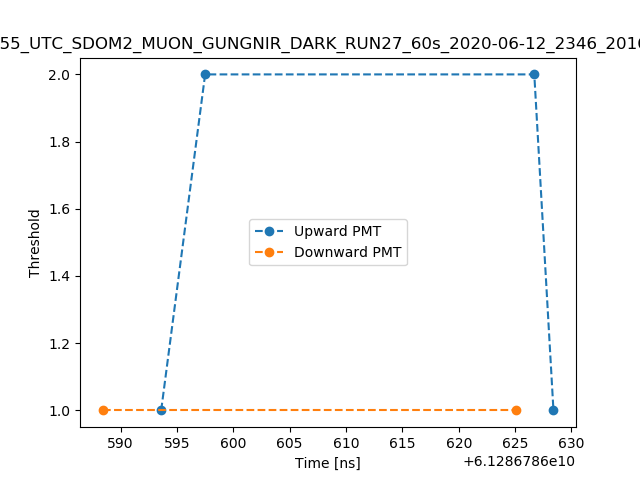 55_UTC_SDOM2_MUON_GUNGNIR_DARK_RUN27_60s_2020-06-12_2346_201
2.0
1.8
1.6
1.4
1.2
1.0
Threshold
Upward PMT
Downward PMT
590 595 600 605 610 615 620 625 630
Time [ns]
+6.1286786e10